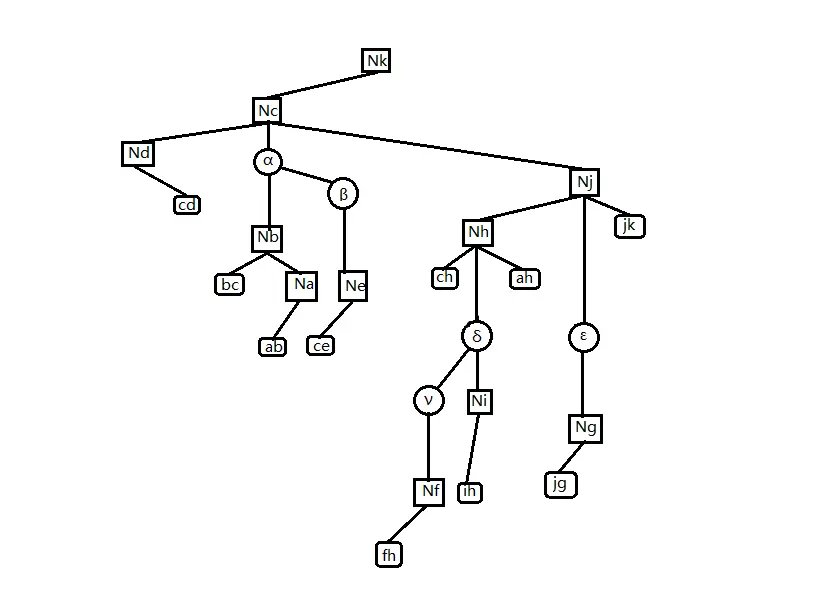 Nk
Nc
Nd
α
Nj
β
cd
jk
Nb
Nh
bc
Na
Ne
ch
ah
ab
ce
δ
ε
ν
Ni
Ng
Nf
ih
jg
fh